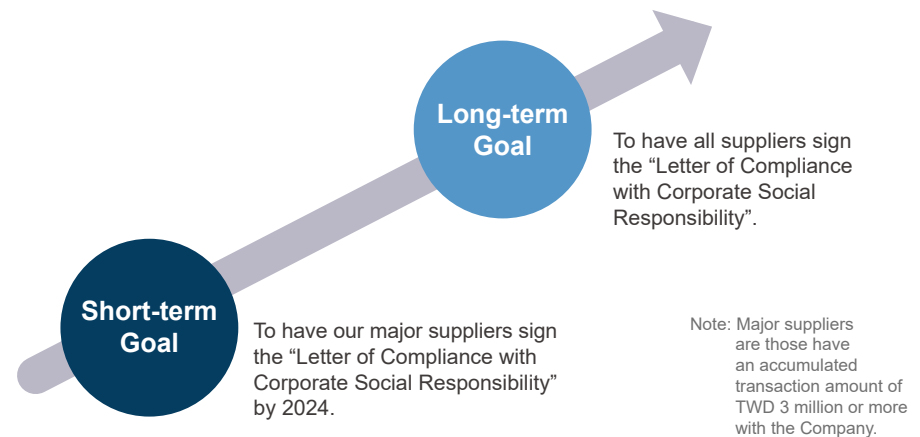 Long-term
Goal
To have all suppliers sign
the “Letter of Compliance
with Corporate Social
Responsibility”.
Short-term
Goal
To have our major suppliers sign
the “Letter of Compliance with
Corporate Social Responsibility”
by 2024.
Note: Major suppliers
are those have
an accumulated
transaction amount of
TWD 3 million or more
with the Company.